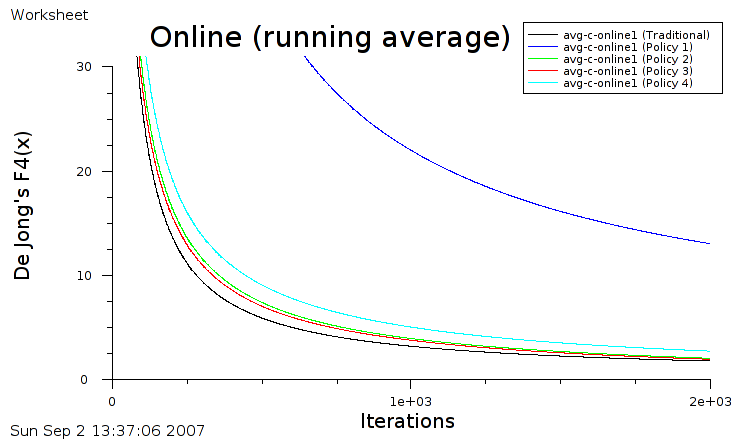 Worksheet
Online (running average)
avg-c-online1 (Traditional)
avg-c-online1 (Policy 1)
avg-c-online1 (Policy 2)
avg-c-online1 (Policy 3)
avg-c-online1 (Policy 4)
De Jong's F4(x)
30
20
10
0
0
1e+03
2e+03
Iterations
Sun Sep 2 13:37:06 2007